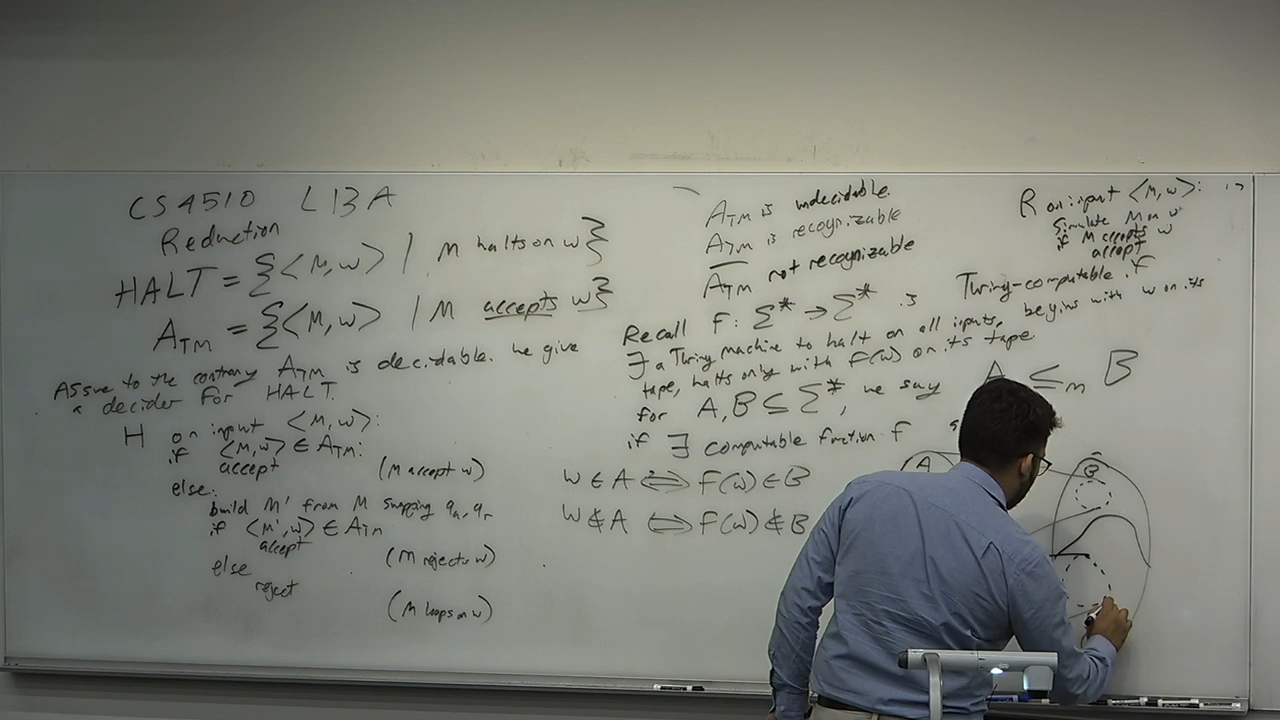 CS4510 L13A
Reduction
HALT = {<M,w> | M halts on w}
A_TM = {<M,w> | M accepts w}
Assume to the contrary A_TM is decidable. We give
a decider for HALT.
H on input <M,w>:
if <M,w> ∈ A_TM:
accept (M accept w)
else:
build M' from M swapping q_a, q_r
if <M',w> ∈ A_TM
accept (M rejects w)
else
reject (M loops on w)
A_TM is undecidable
A_TM is recognizable
\overline{A_TM} not recognizable
Recall f: Σ* → Σ* is Turing-computable if
∃ a Turing machine to halt on all inputs, begins with w on its
tape, halts only with f(w) on its tape
for A, B ⊆ Σ*, we say A ≤_m B
if ∃ computable function f
w ∈ A ⟺ f(w) ∈ B
w ∉ A ⟺ f(w) ∉ B
R on input <M,w>:
Simulate M on w
if M accepts w
accept
A
B